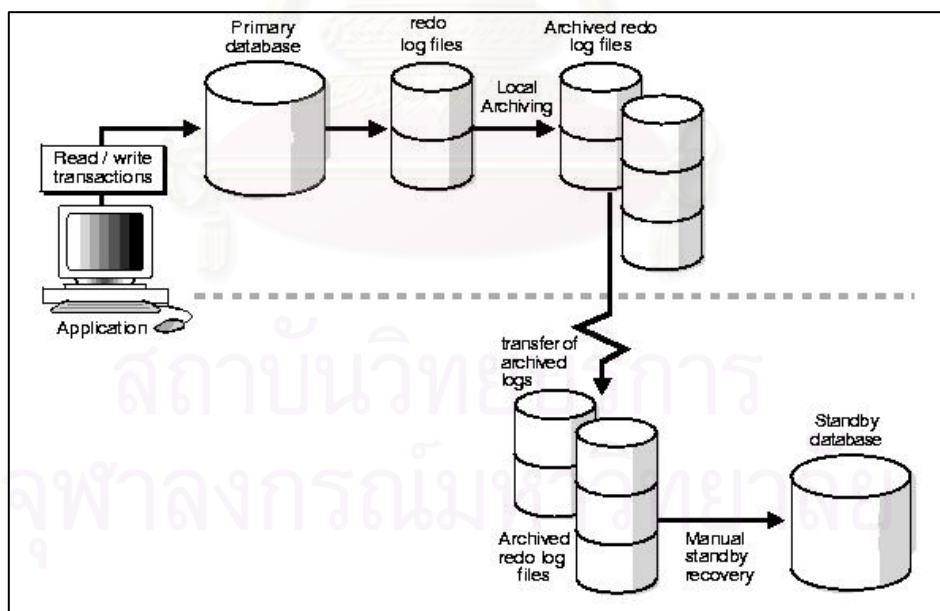 Primary
database
redo
log files
Archived redo
log files
Local
Archiving
Read / write
transactions
Application
transfer of
archived
logs
Standby
database
Archived
redo log
files
Manual
standby
recovery
สถาบันวิทยบริการ
จุฬาลงกรณ์มหาวิทยาลัย